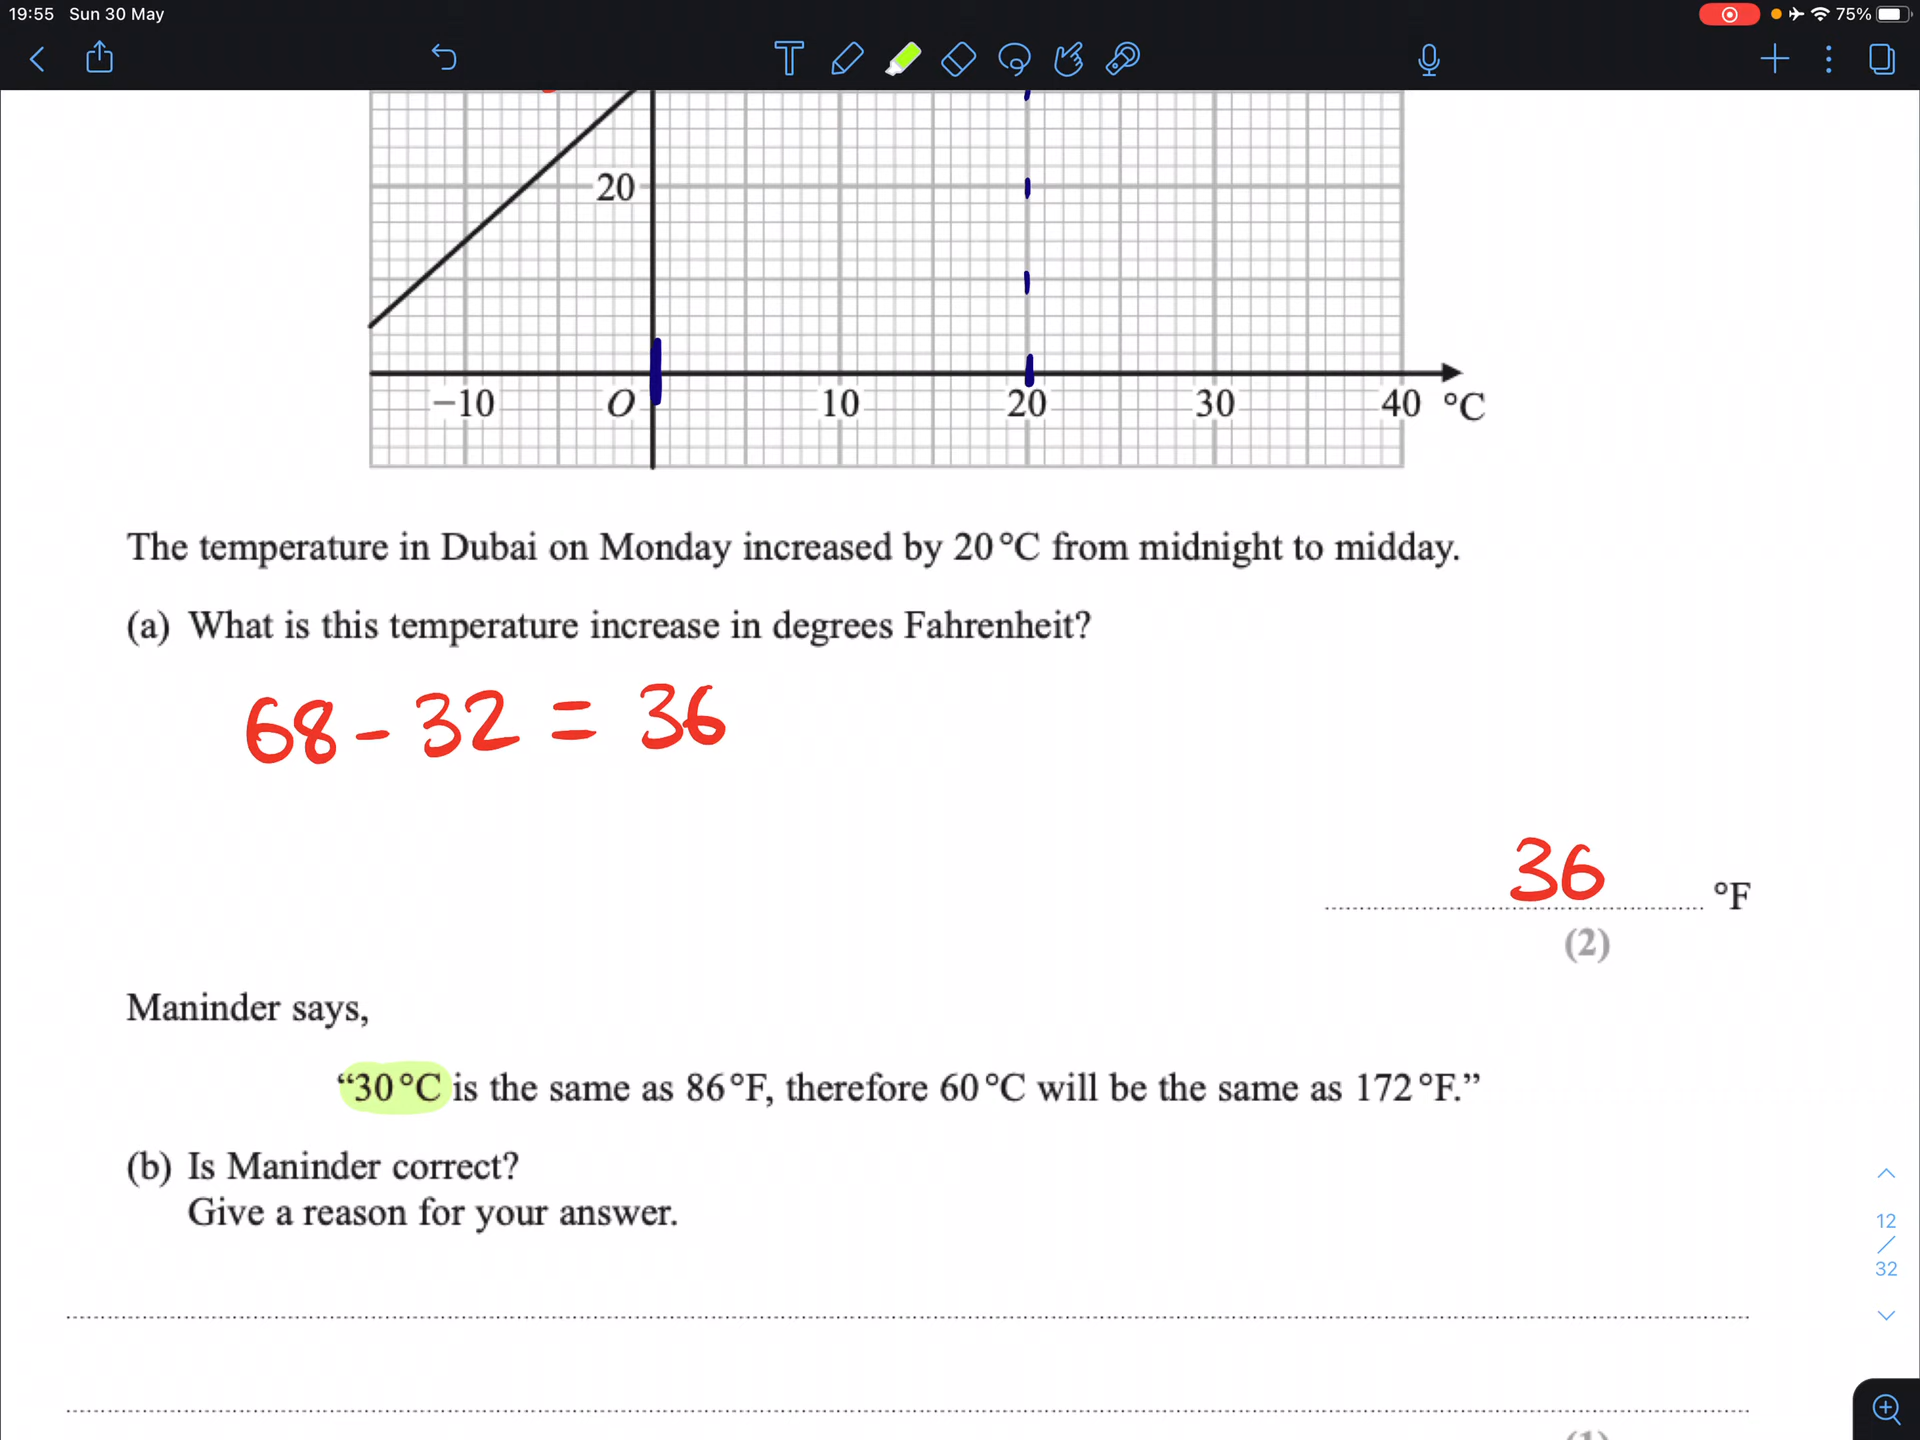 19:55 Sun 30 May
75%
T
20
−10 O 10 20 30 40 °C
The temperature in Dubai on Monday increased by 20 °C from midnight to midday.
(a) What is this temperature increase in degrees Fahrenheit?
68 - 32 = 36
36 °F
(2)
Maninder says,
“30 °C is the same as 86 °F, therefore 60 °C will be the same as 172 °F.”
(b) Is Maninder correct?
Give a reason for your answer.
12
/
32